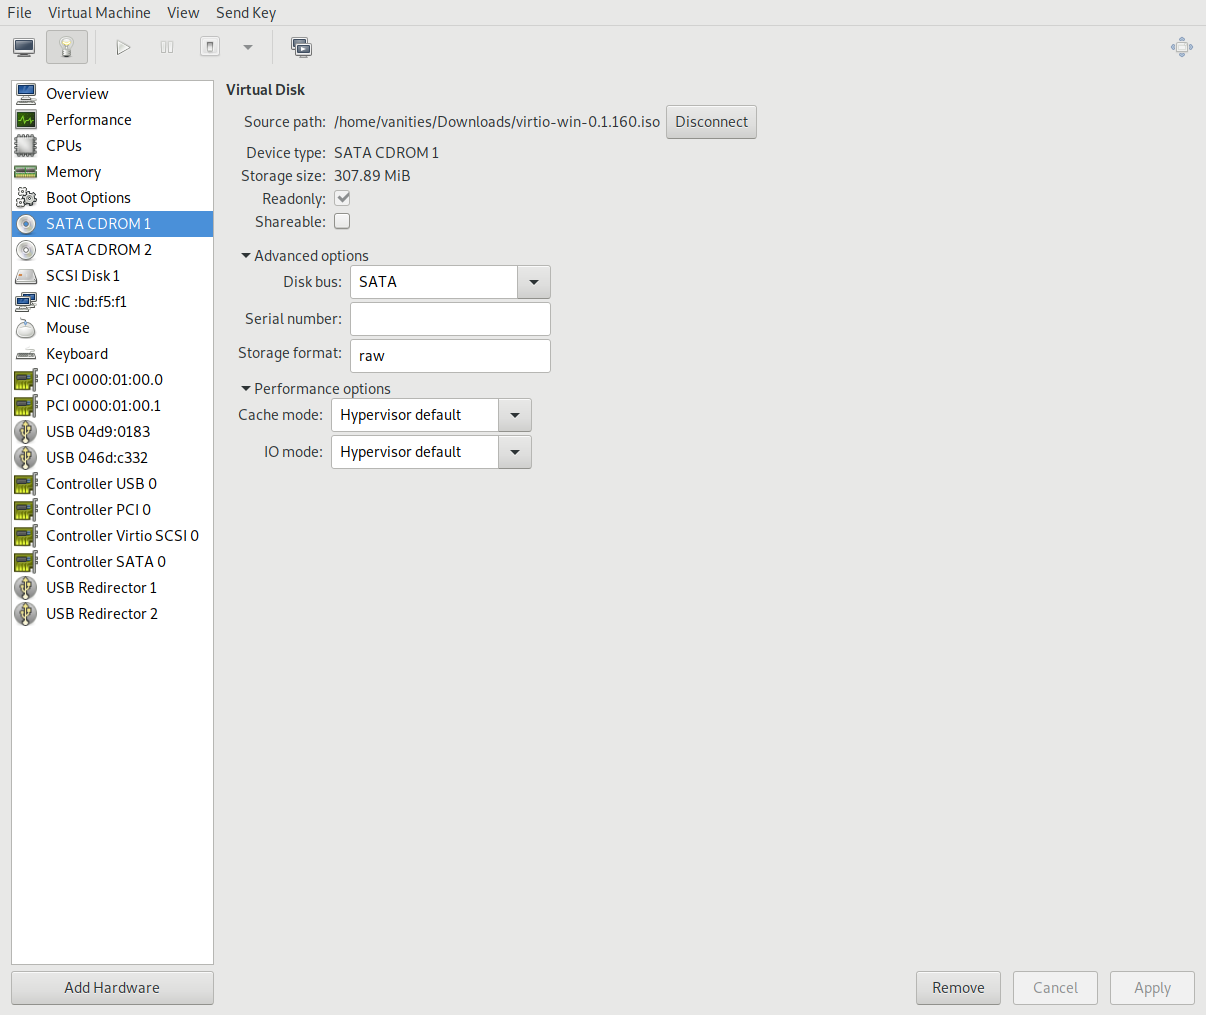 File Virtual Machine View Send Key
Overview
Performance
CPUs
Memory
Boot Options
SATA CDROM 1
SATA CDROM 2
SCSI Disk 1
NIC :bd:f5:f1
Mouse
Keyboard
PCI 0000:01:00.0
PCI 0000:01:00.1
USB 04d9:0183
USB 046d:c332
Controller USB 0
Controller PCI 0
Controller Virtio SCSI 0
Controller SATA 0
USB Redirector 1
USB Redirector 2
Add Hardware
Virtual Disk
Source path: /home/vanities/Downloads/virtio-win-0.1.160.iso Disconnect
Device type: SATA CDROM 1
Storage size: 307.89 MiB
Readonly:
Shareable:
Advanced options
Disk bus: SATA
Serial number:
Storage format: raw
Performance options
Cache mode: Hypervisor default
IO mode: Hypervisor default
Remove Cancel Apply